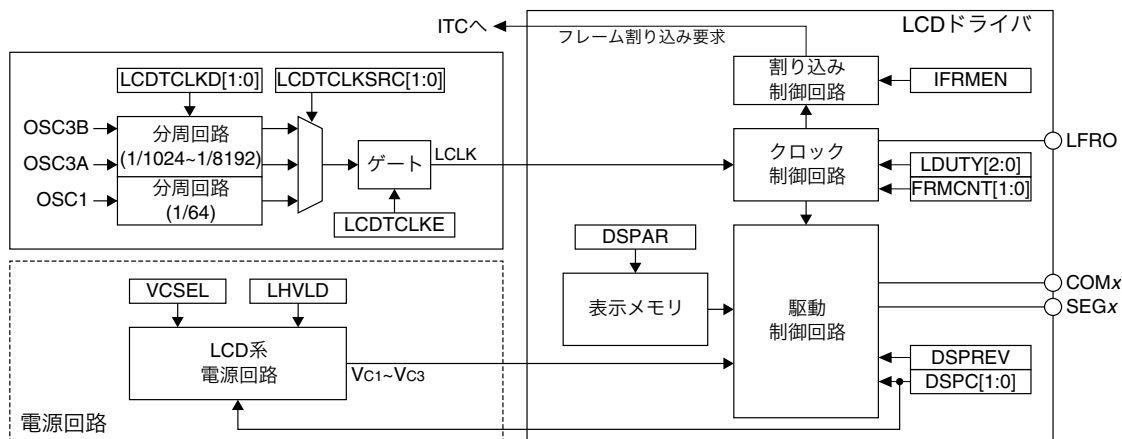 ITCへ
フレーム割り込み要求
LCDドライバ
LCDTCLKD[1:0]
LCDTCLKSRC[1:0]
割り込み
制御回路
IFRMEN
OSC3B
OSC3A
OSC1
分周回路
(1/1024~1/8192)
分周回路
(1/64)
ゲート
LCLK
LCDTCLKE
クロック
制御回路
LFRO
LDUTY[2:0]
FRMCNT[1:0]
DSPAR
表示メモリ
駆動
制御回路
COMx
SEGx
DSPREV
DSPC[1:0]
VCSEL
LHVLD
LCD系
電源回路
VC1~VC3
電源回路